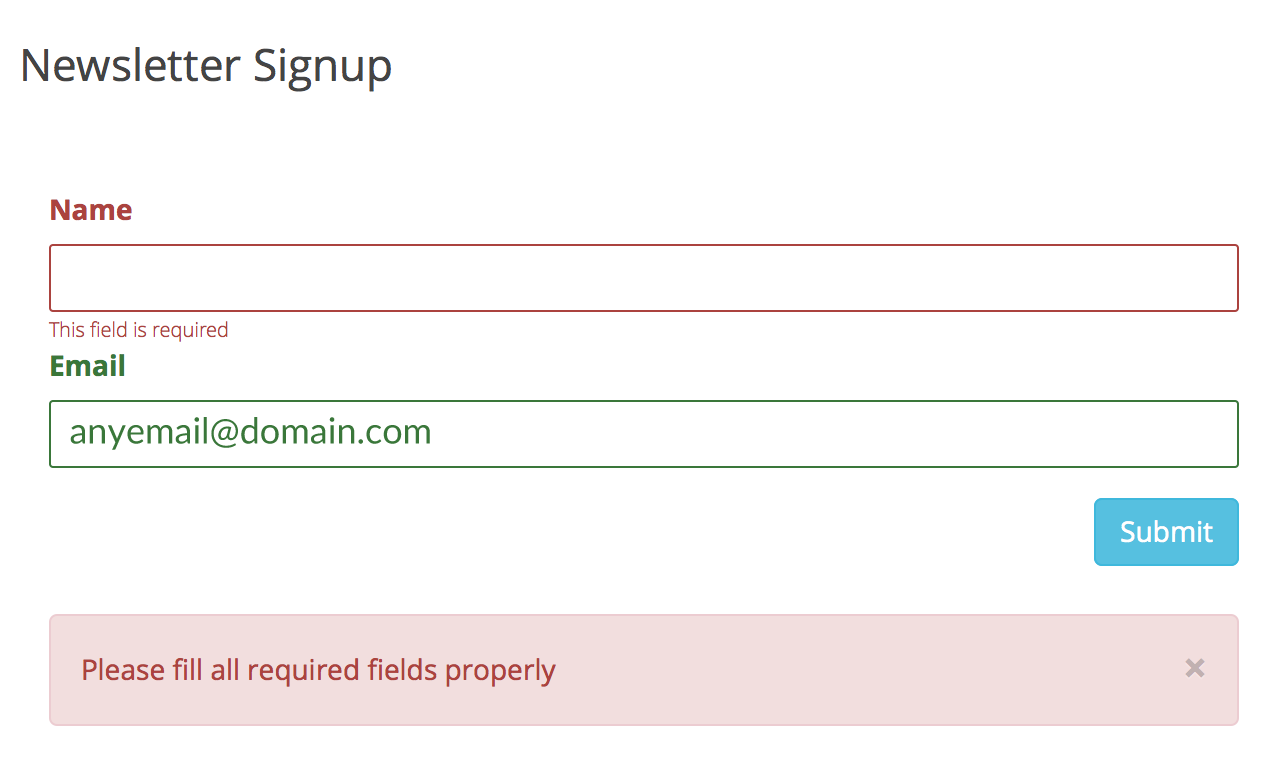 Newsletter Signup
Name
This field is required
Email
anyemail@domain.com
Submit
Please fill all required fields properly
×